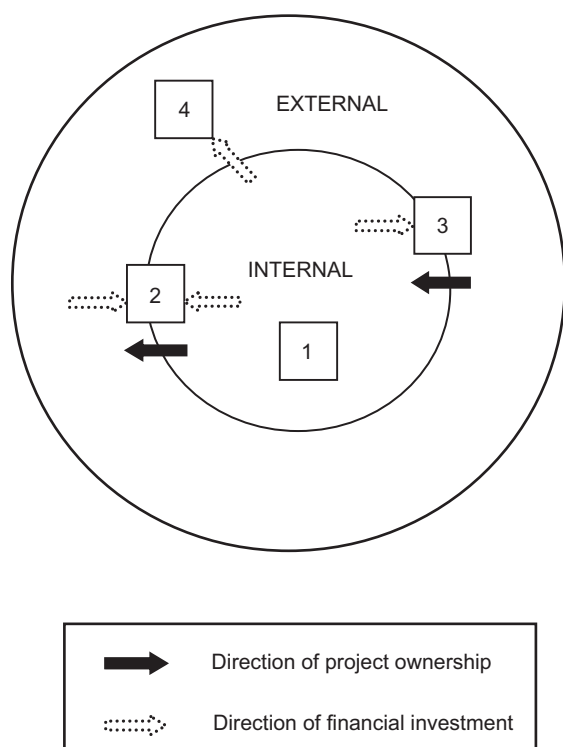 4
EXTERNAL
3
INTERNAL
2
1
Direction of project ownership
Direction of financial investment